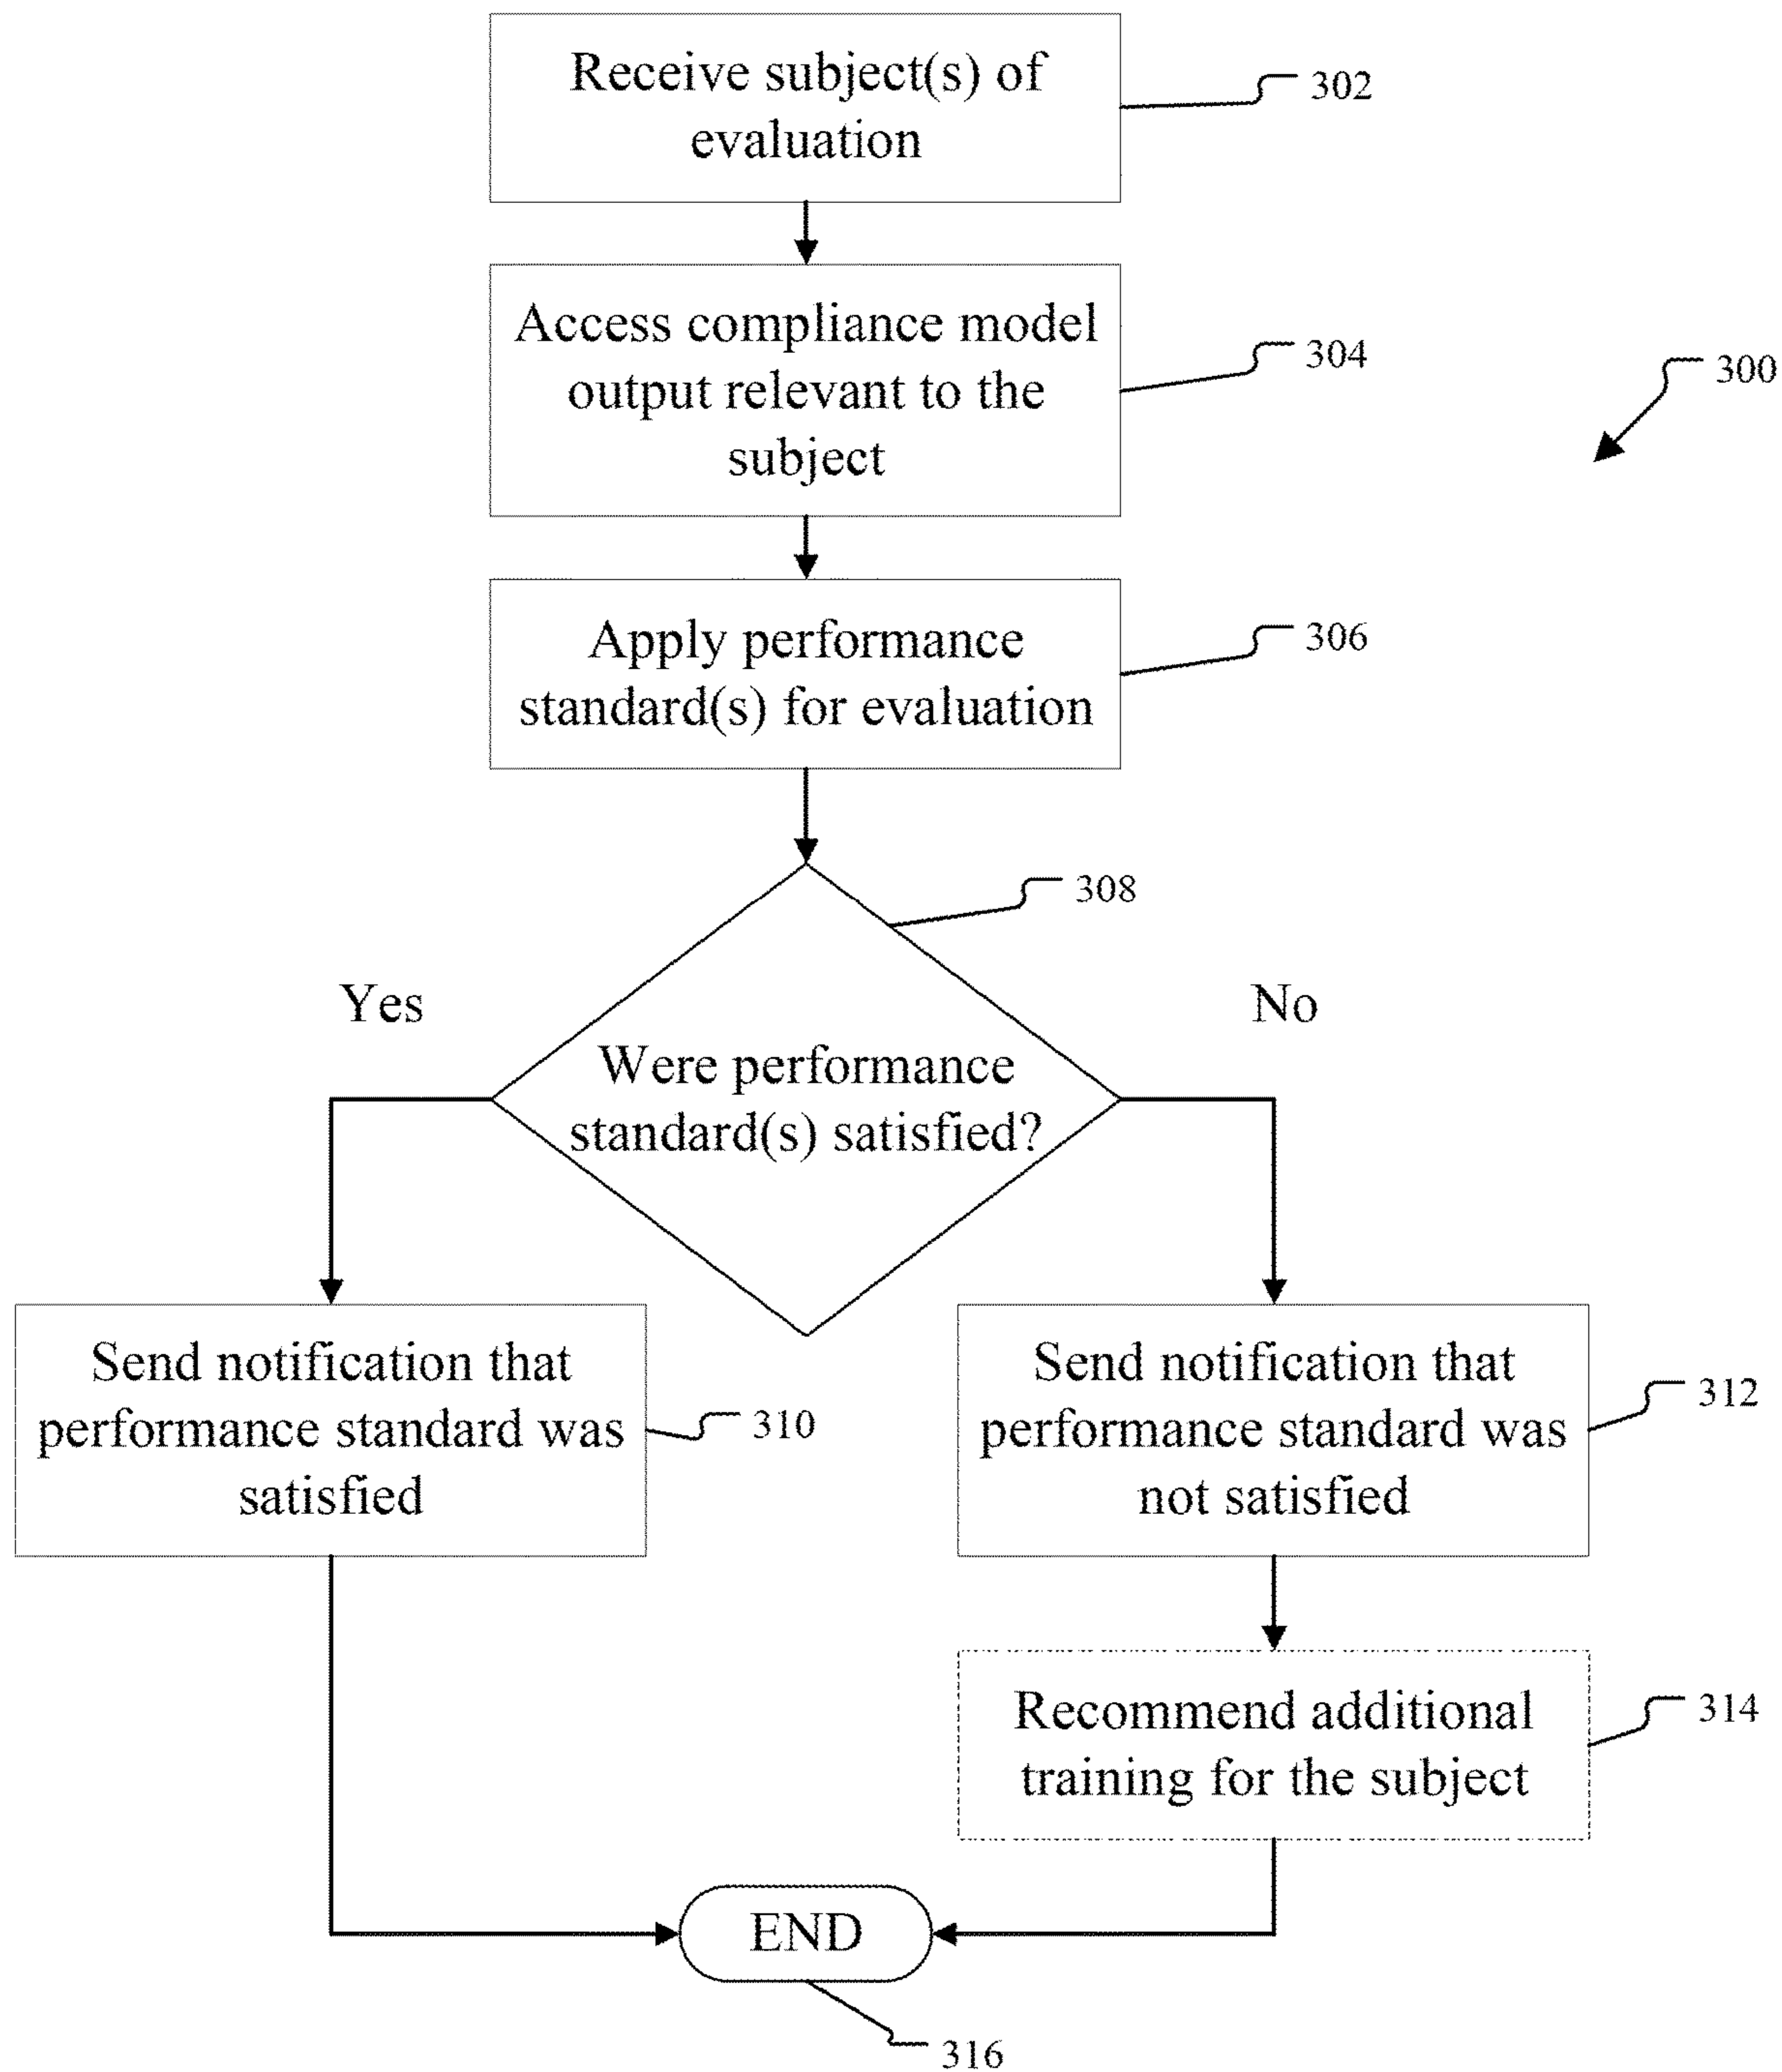 Receive subject(s) of
evaluation
302
Access compliance model
output relevant to the
subject
304
300
Apply performance
standard(s) for evaluation
306
308
Yes
No
Were performance
standard(s) satisfied?
Send notification that
performance standard was
satisfied
310
Send notification that
performance standard was
not satisfied
312
Recommend additional
training for the subject
314
END
316